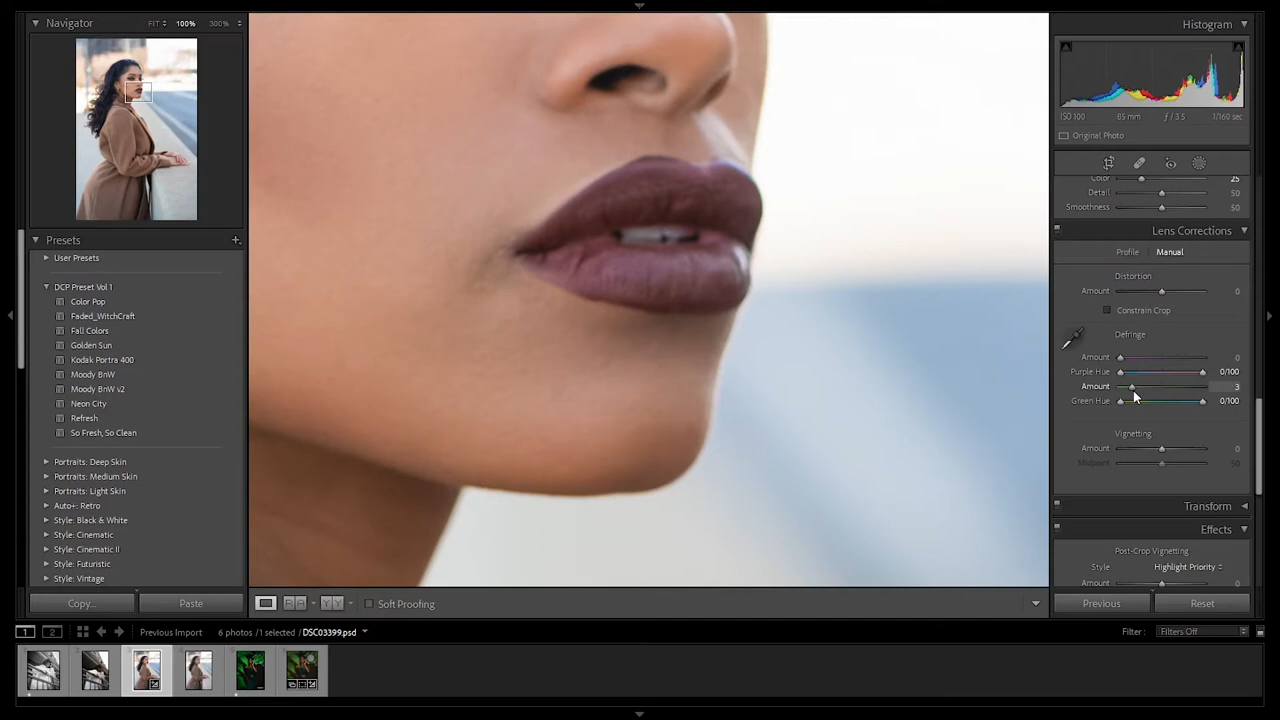 Navigator
FIT 100% 300%
Presets
User Presets
DCP Preset Vol 1
Color Pop
Faded_WitchCraft
Fall Colors
Golden Sun
Kodak Portra 400
Moody BnW
Moody BnW v2
Neon City
Refresh
So Fresh, So Clean
Portraits: Deep Skin
Portraits: Medium Skin
Portraits: Light Skin
Auto+: Retro
Style: Black & White
Style: Cinematic
Style: Cinematic II
Style: Futuristic
Style: Vintage
Copy... Paste
Soft Proofing
Histogram
ISO 100 85 mm ƒ / 3.5 1/160 sec
Original Photo
Color 25
Detail 50
Smoothness 50
Lens Corrections
Profile Manual
Distortion
Amount 0
Constrain Crop
Defringe
Amount 0
Purple Hue 0/100
Amount 3
Green Hue 0/100
Vignetting
Amount 0
Midpoint 50
Transform
Effects
Post-Crop Vignetting
Style Highlight Priority
Amount 0
Previous Reset
1 2 Previous Import 6 photos /1 selected /DSC03399.psd Filter : Filters Off